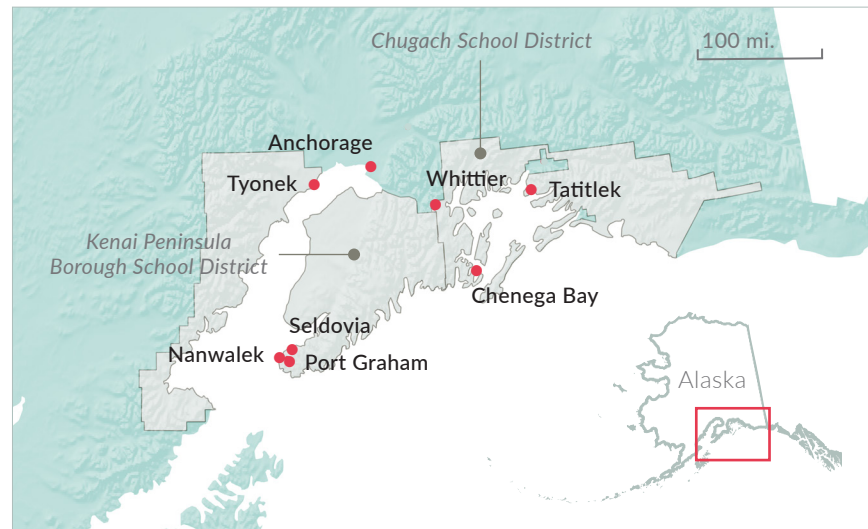 Chugach School District
100 mi.
Anchorage
Tyonek
Whittier
Tatitlek
Kenai Peninsula
Borough School District
Chenega Bay
Seldovia
Nanwalek
Port Graham
Alaska